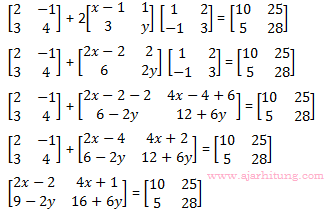 [2 −1; 3 4] + 2[x − 1 1; 3 y] [1 2; −1 3] = [10 25; 5 28]
[2 −1; 3 4] + [2x − 2 2; 6 2y] [1 2; −1 3] = [10 25; 5 28]
[2 −1; 3 4] + [2x − 2 − 2 4x − 4 + 6; 6 − 2y 12 + 6y] = [10 25; 5 28]
[2 −1; 3 4] + [2x − 4 4x + 2; 6 − 2y 12 + 6y] = [10 25; 5 28]
[2x − 2 4x + 1; 9 − 2y 16 + 6y] = [10 25; 5 28]
www.ajarhitung.com